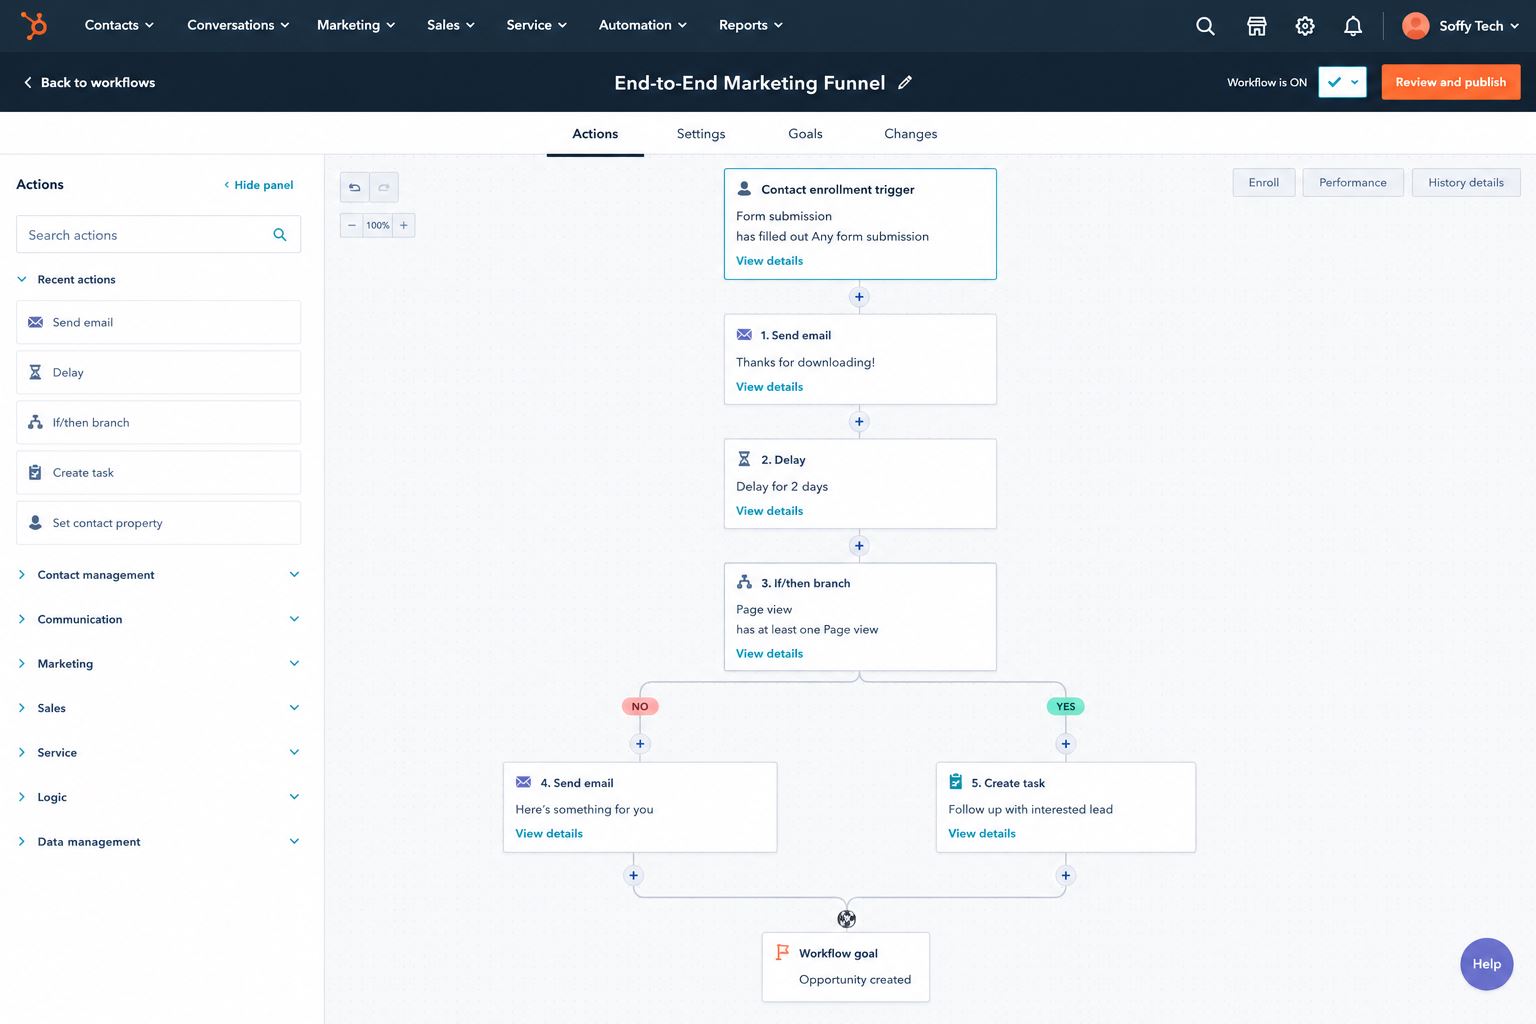 Contacts
Conversations
Marketing
Sales
Service
Automation
Reports
Soffy Tech
Back to workflows
End-to-End Marketing Funnel
Workflow is ON
Review and publish
Actions
Settings
Goals
Changes
Actions
Hide panel
Search actions
Recent actions
Send email
Delay
If/then branch
Create task
Set contact property
Contact management
Communication
Marketing
Sales
Service
Logic
Data management
− 100% +
Enroll
Performance
History details
Contact enrollment trigger
Form submission
has filled out Any form submission
View details
+
1. Send email
Thanks for downloading!
View details
+
2. Delay
Delay for 2 days
View details
+
3. If/then branch
Page view
has at least one Page view
View details
NO
+
4. Send email
Here's something for you
View details
+
YES
+
5. Create task
Follow up with interested lead
View details
+
Workflow goal
Opportunity created
Help